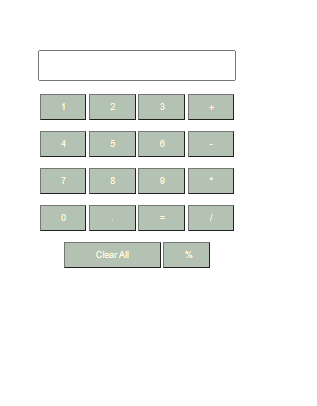 1 2 3 +
4 5 6 -
7 8 9 *
0 . = /
Clear All %